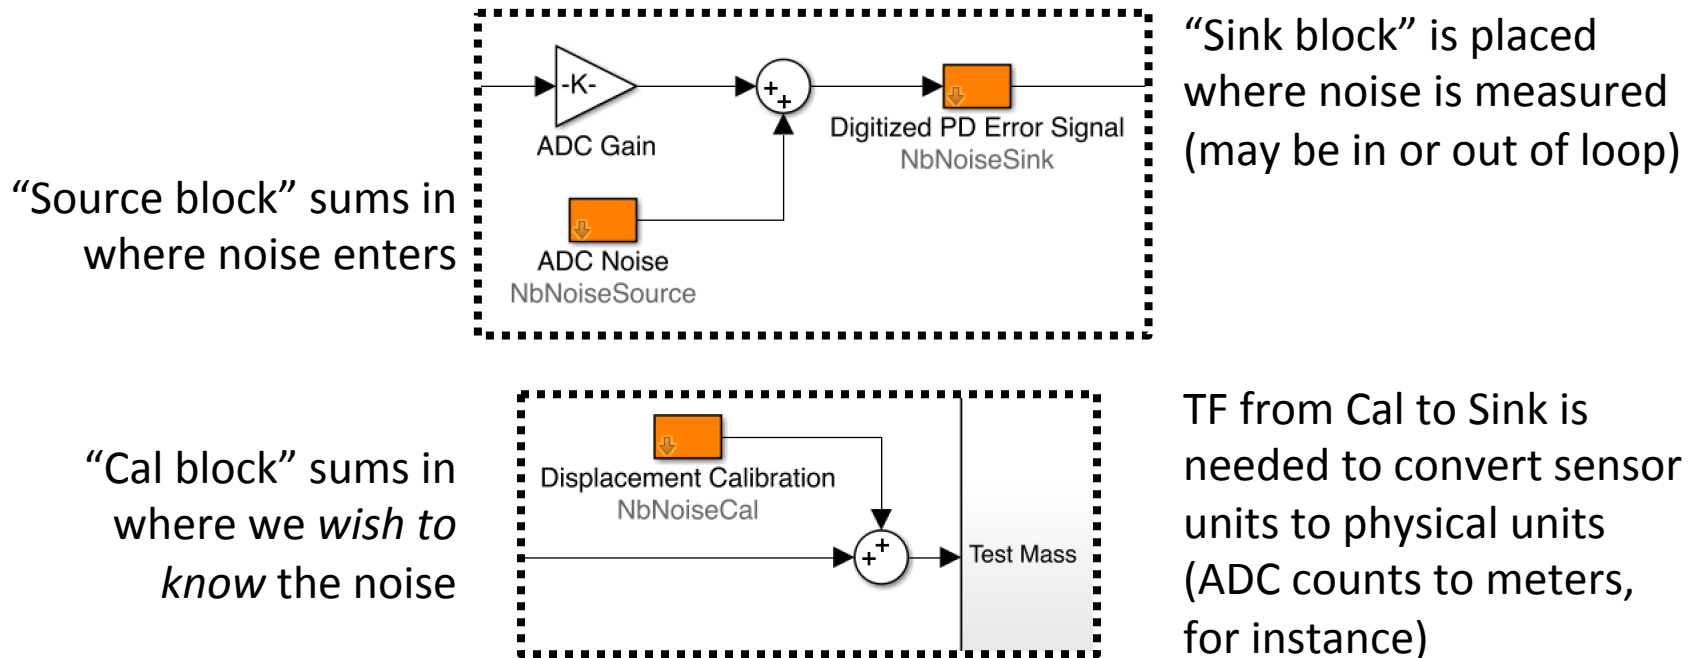 “Source block” sums in
where noise enters
-K-
ADC Gain
+
+
Digitized PD Error Signal
NbNoiseSink
ADC Noise
NbNoiseSource
“Sink block” is placed
where noise is measured
(may be in or out of loop)
“Cal block” sums in
where we wish to
know the noise
Displacement Calibration
NbNoiseCal
+
+
Test Mass
TF from Cal to Sink is
needed to convert sensor
units to physical units
(ADC counts to meters,
for instance)